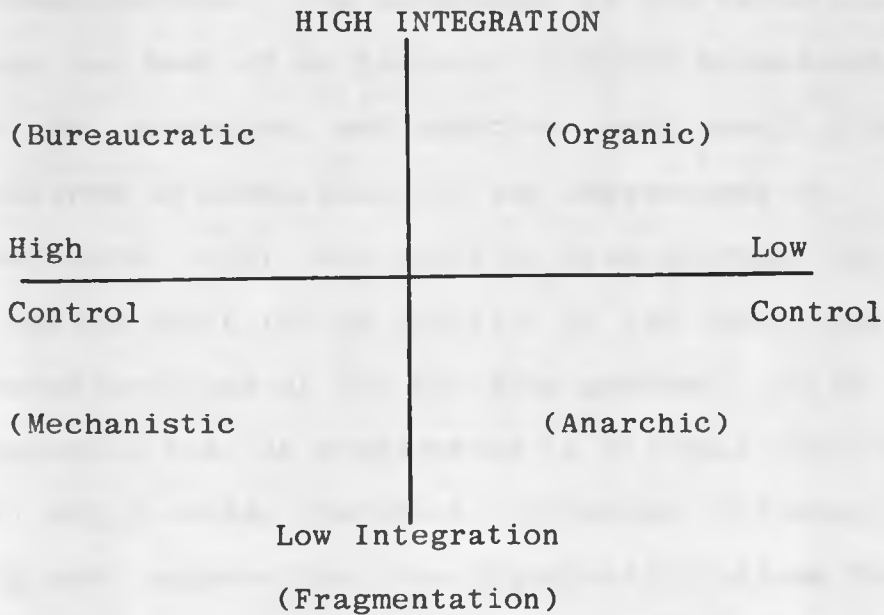 HIGH INTEGRATION
(Bureaucratic (Organic)
High Low
Control Control
(Mechanistic (Anarchic)
Low Integration
(Fragmentation)